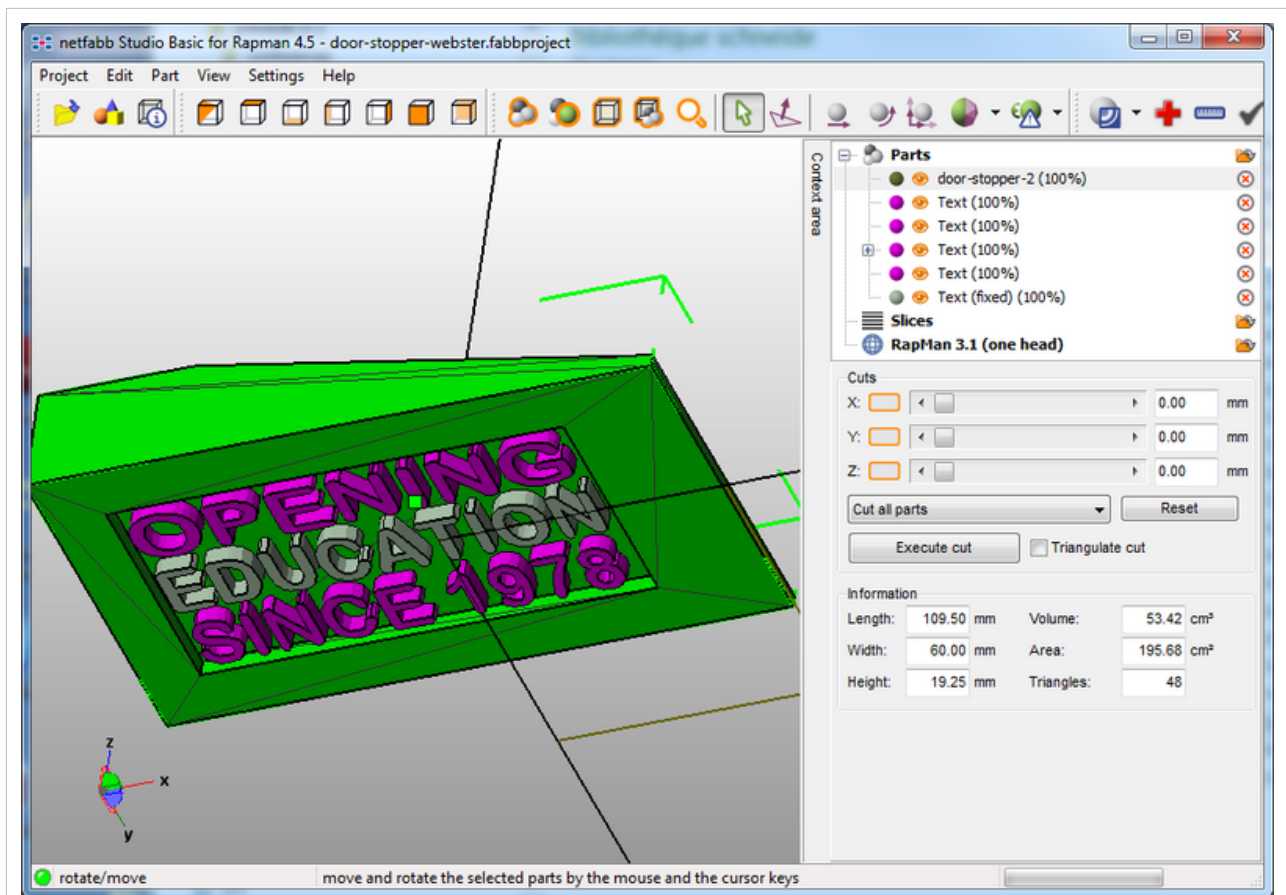 netfabb Studio Basic for Rapman 4.5 - door-stopper-webster.fabbproject
Project Edit Part View Settings Help
Context area
Parts
door-stopper-2 (100%)
Text (100%)
Text (100%)
Text (100%)
Text (100%)
Text (fixed) (100%)
Slices
RapMan 3.1 (one head)
OPENING
EDUCATION
SINCE 1978
z
x
y
Cuts
X: 0.00 mm
Y: 0.00 mm
Z: 0.00 mm
Cut all parts Reset
Execute cut Triangulate cut
Information
Length: 109.50 mm Volume: 53.42 cm³
Width: 60.00 mm Area: 195.68 cm²
Height: 19.25 mm Triangles: 48
rotate/move move and rotate the selected parts by the mouse and the cursor keys